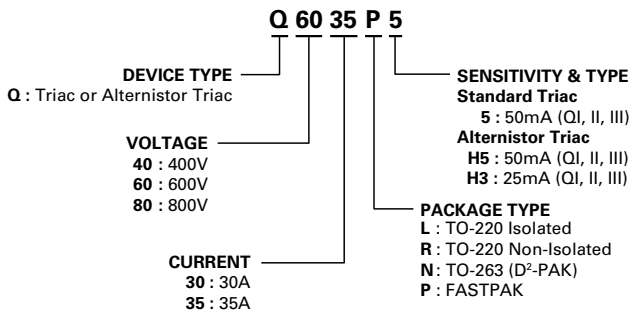 Q 60 35 P 5
DEVICE TYPE
Q : Triac or Alternistor Triac
VOLTAGE
40 : 400V
60 : 600V
80 : 800V
CURRENT
30 : 30A
35 : 35A
SENSITIVITY & TYPE
Standard Triac
5 : 50mA (QI, II, III)
Alternistor Triac
H5 : 50mA (QI, II, III)
H3 : 25mA (QI, II, III)
PACKAGE TYPE
L : TO-220 Isolated
R : TO-220 Non-Isolated
N : TO-263 (D²-PAK)
P : FASTPAK